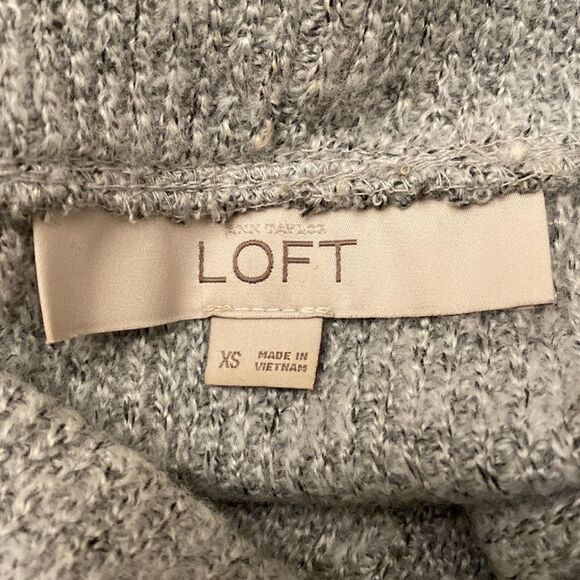 ANN TAYLOR
LOFT
XS
MADE IN
VIETNAM